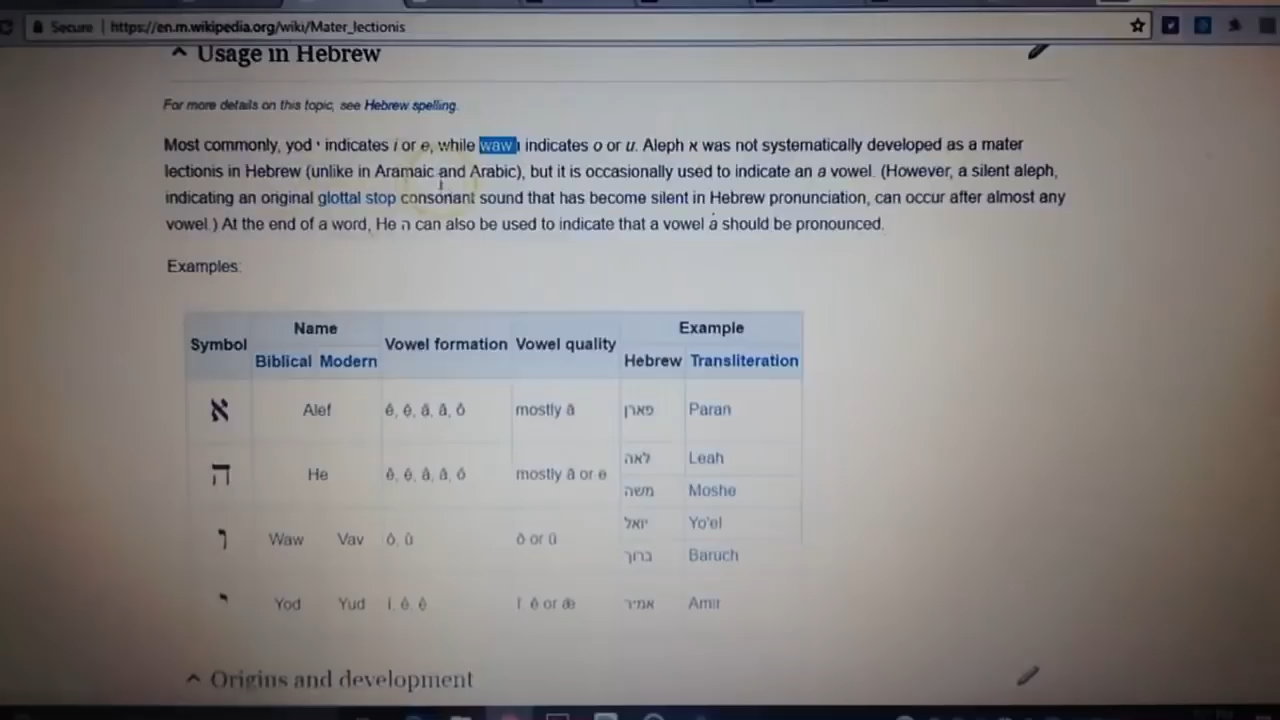 Secure | https://en.m.wikipedia.org/wiki/Mater_lectionis
Usage in Hebrew
For more details on this topic, see Hebrew spelling.
Most commonly, yod י indicates i or e, while waw ו indicates o or u. Aleph א was not systematically developed as a mater
lectionis in Hebrew (unlike in Aramaic and Arabic), but it is occasionally used to indicate an a vowel. (However, a silent aleph,
indicating an original glottal stop consonant sound that has become silent in Hebrew pronunciation, can occur after almost any
vowel.) At the end of a word, He ה can also be used to indicate that a vowel a should be pronounced.
Examples:
Symbol Name Vowel formation Vowel quality Example
Biblical Modern Hebrew Transliteration
א Alef ê, ệ, ậ, â, ô mostly ā פארן Paran
ה He ê, ệ, ậ, â, ô mostly ā or e לאה Leah
משה Moshe
ו Waw Vav ô, û ō or ū יואל Yo'el
ברוך Baruch
י Yod Yud î, ê, ệ ī, ē or ǣ אמיר Amir
Origins and development